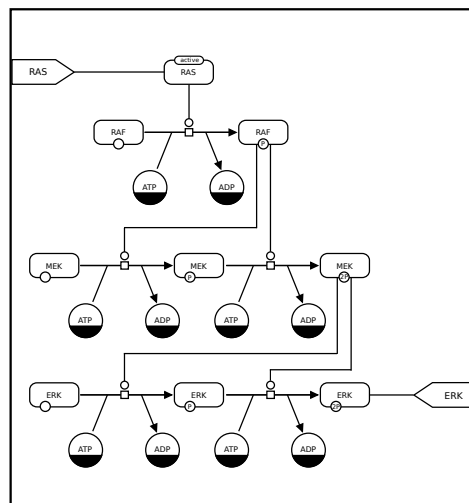 active
RAS
RAS
RAF
RAF
P
ATP
ADP
MEK
MEK
P
MEK
2P
ATP
ADP
ATP
ADP
ERK
ERK
P
ERK
2P
ERK
ATP
ADP
ATP
ADP